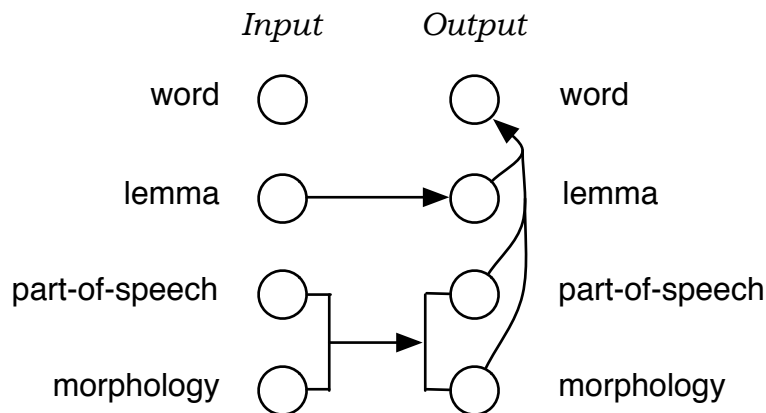 Input Output
word word
lemma lemma
part-of-speech part-of-speech
morphology morphology